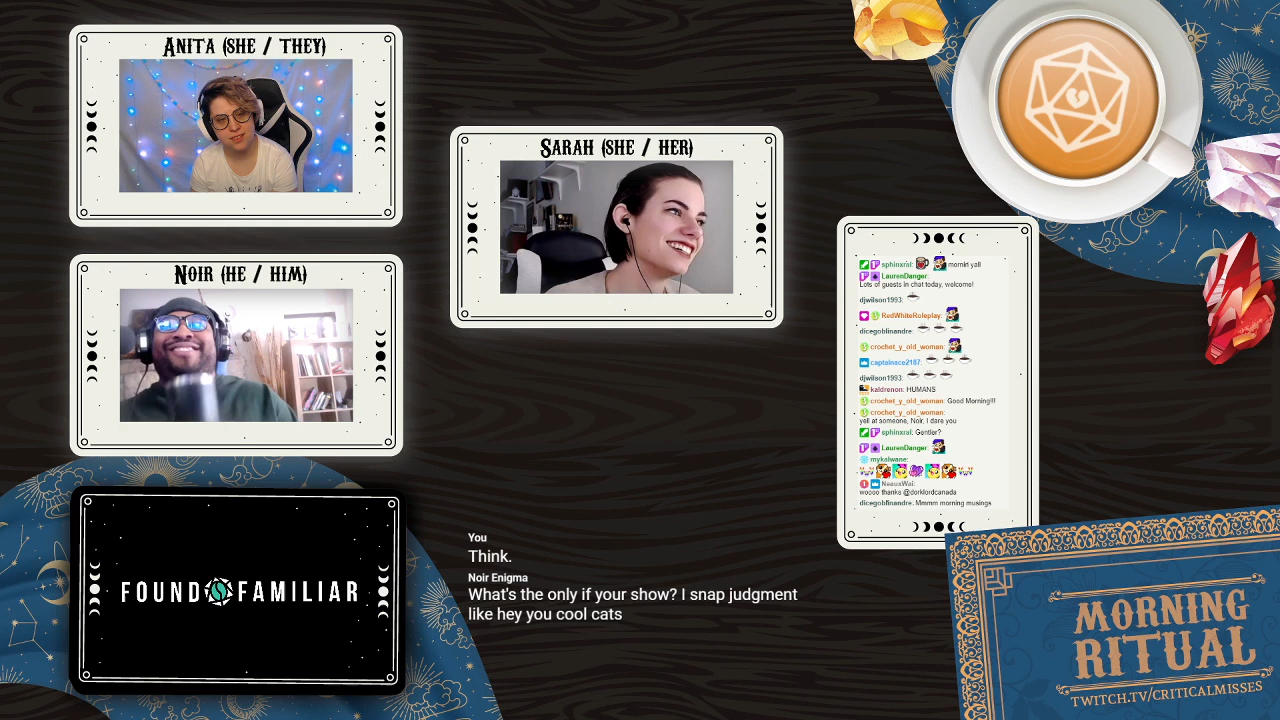 ANITA (SHE / THEY)
SARAH (SHE / HER)
NOIR (HE / HIM)
sphinxral: mornin yall
LaurenDanger:
Lots of guests in chat today, welcome!
djwilson1993:
RedWhiteRoleplay:
dicegoblinandre:
crochet_y_old_woman:
captainace2187:
djwilson1993:
kaldrenon: HUMANS
crochet_y_old_woman: Good Morning!!!
crochet_y_old_woman:
yell at someone, Noir, I dare you
sphinxral: Gentler?
LaurenDanger:
mykalwane:
NeauxWai:
woooo thanks @dorklordcanada
dicegoblinandre: Mmmm morning musings
FOUND FAMILIAR
You
Think.
Noir Enigma
What's the only if your show? I snap judgment
like hey you cool cats
MORNING
RITUAL
TWITCH.TV/CRITICALMISSES